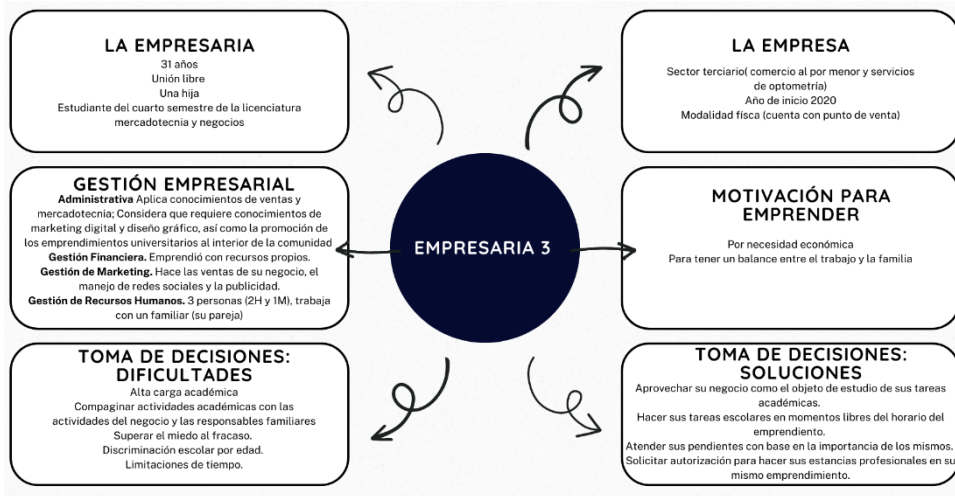 LA EMPRESARIA
31 años
Unión libre
Una hija
Estudiante del cuarto semestre de la licenciatura
mercadotecnia y negocios
LA EMPRESA
Sector terciario( comercio al por menor y servicios
de optometría)
Año de inicio 2020
Modalidad físca (cuenta con punto de venta)
GESTIÓN EMPRESARIAL
Administrativa Aplica conocimientos de ventas y
mercadotecnia; Considera que requiere conocimientos de
marketing digital y diseño gráfico, así como la promoción de
los emprendimientos universitarios al interior de la comunidad
Gestión Financiera. Emprendió con recursos propios.
Gestión de Marketing. Hace las ventas de su negocio, el
manejo de redes sociales y la publicidad.
Gestión de Recursos Humanos. 3 personas (2H y 1M), trabaja
con un familiar (su pareja)
EMPRESARIA 3
MOTIVACIÓN PARA
EMPRENDER
Por necesidad económica
Para tener un balance entre el trabajo y la familia
TOMA DE DECISIONES:
DIFICULTADES
Alta carga académica
Compaginar actividades académicas con las
actividades del negocio y las responsables familiares
Superar el miedo al fracaso.
Discriminación escolar por edad.
Limitaciones de tiempo.
TOMA DE DECISIONES:
SOLUCIONES
Aprovechar su negocio como el objeto de estudio de sus tareas
académicas.
Hacer sus tareas escolares en momentos libres del horario del
emprendiento.
Atender sus pendientes con base en la importancia de los mismos.
Solicitar autorización para hacer sus estancias profesionales en su
mismo emprendimiento.